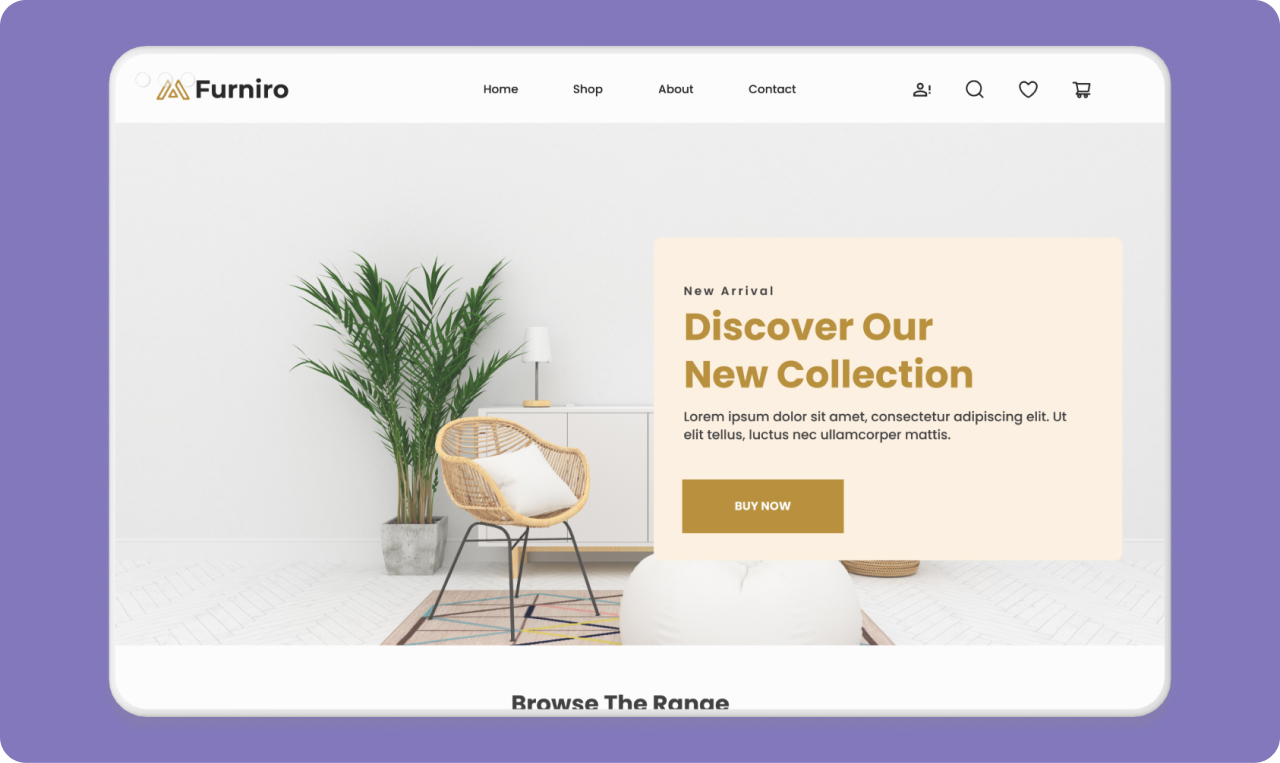 Furniro
Home
Shop
About
Contact
New Arrival
Discover Our
New Collection
Lorem ipsum dolor sit amet, consectetur adipiscing elit. Ut
elit tellus, luctus nec ullamcorper mattis.
BUY NOW
Browse The Range